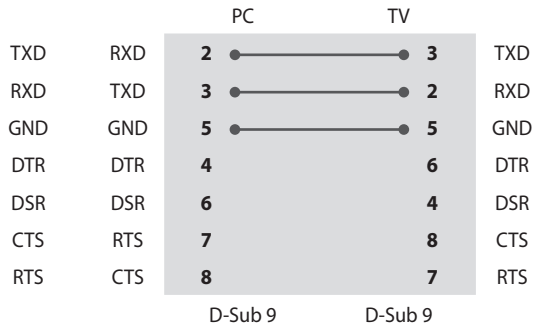 PC TV
TXD RXD 2 3 TXD
RXD TXD 3 2 RXD
GND GND 5 5 GND
DTR DTR 4 6 DTR
DSR DSR 6 4 DSR
CTS RTS 7 8 CTS
RTS CTS 8 7 RTS
D-Sub 9 D-Sub 9